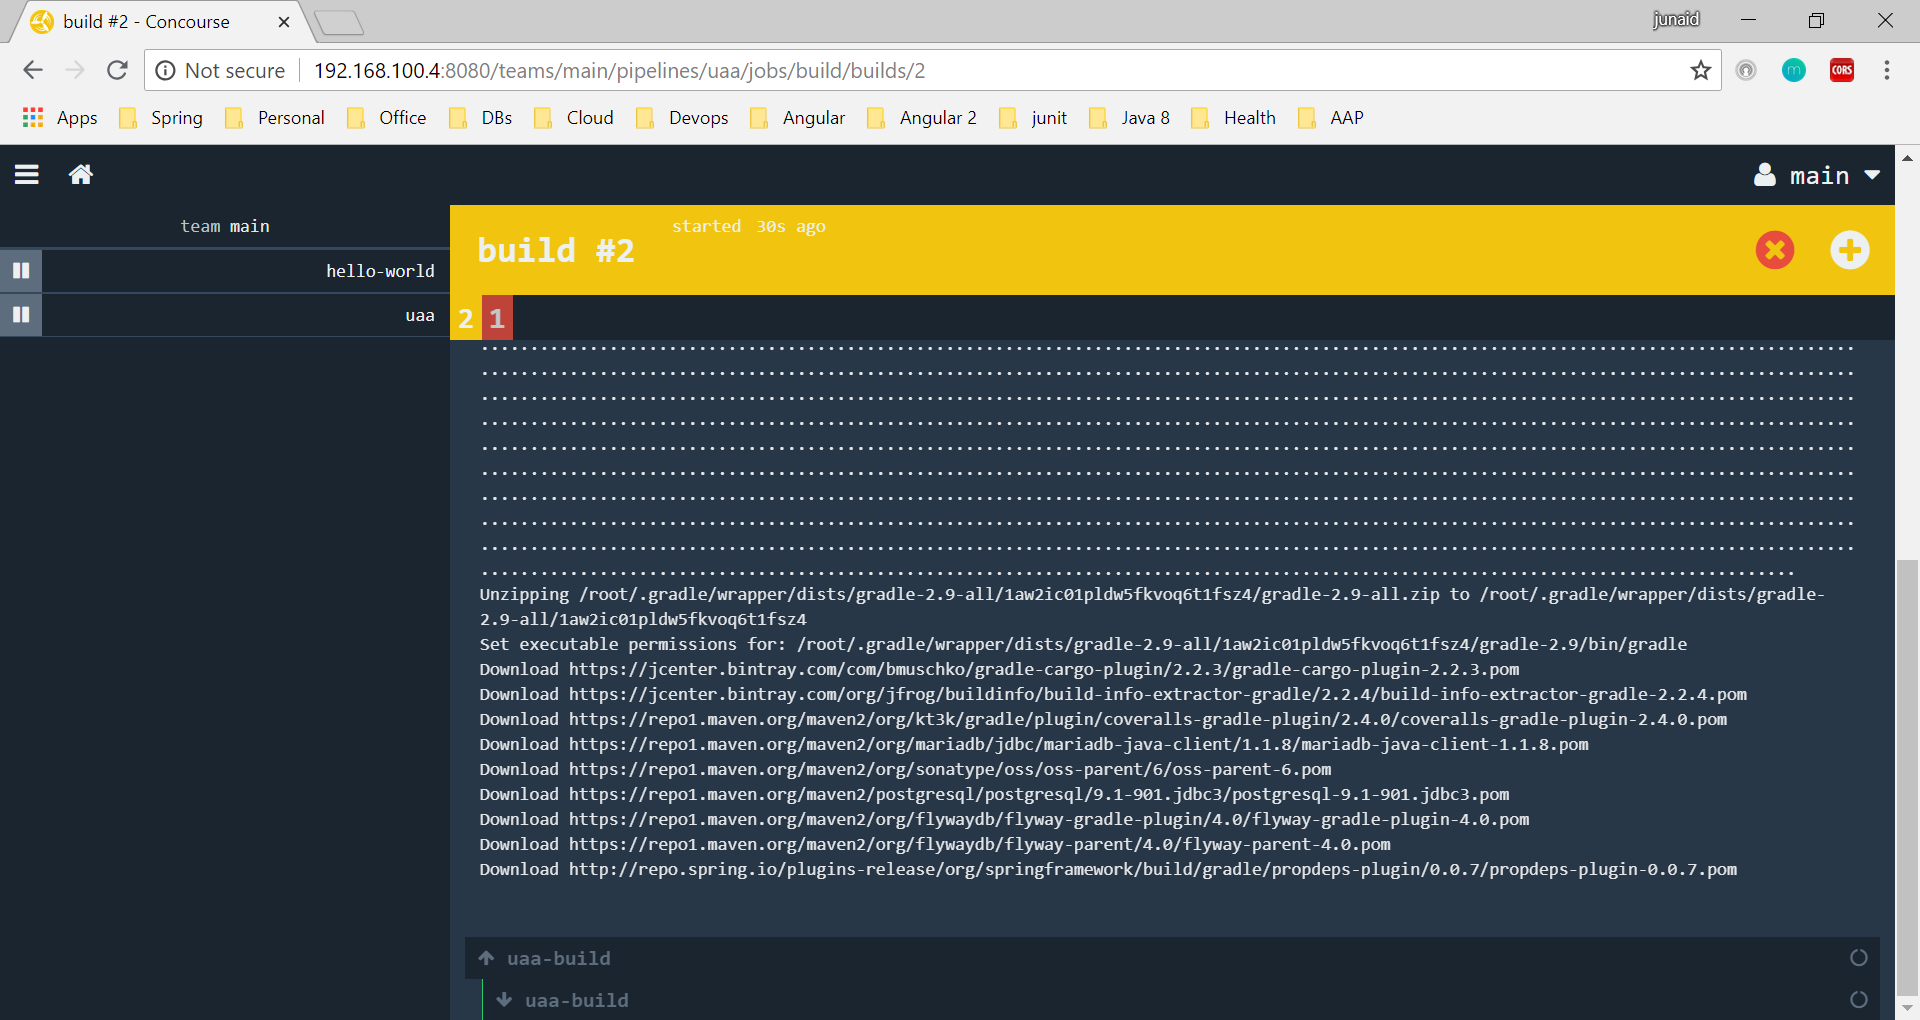 build #2 - Concourse
junaid
Not secure
192.168.100.4:8080/teams/main/pipelines/uaa/jobs/build/builds/2
m
CORS
Apps Spring Personal Office DBs Cloud Devops Angular Angular 2 junit Java 8 Health AAP
main
team main
hello-world
uaa
build #2
started 30s ago
2 1
Unzipping /root/.gradle/wrapper/dists/gradle-2.9-all/1aw2ic01pldw5fkvoq6t1fsz4/gradle-2.9-all.zip to /root/.gradle/wrapper/dists/gradle-
2.9-all/1aw2ic01pldw5fkvoq6t1fsz4
Set executable permissions for: /root/.gradle/wrapper/dists/gradle-2.9-all/1aw2ic01pldw5fkvoq6t1fsz4/gradle-2.9/bin/gradle
Download https://jcenter.bintray.com/com/bmuschko/gradle-cargo-plugin/2.2.3/gradle-cargo-plugin-2.2.3.pom
Download https://jcenter.bintray.com/org/jfrog/buildinfo/build-info-extractor-gradle/2.2.4/build-info-extractor-gradle-2.2.4.pom
Download https://repo1.maven.org/maven2/org/kt3k/gradle/plugin/coveralls-gradle-plugin/2.4.0/coveralls-gradle-plugin-2.4.0.pom
Download https://repo1.maven.org/maven2/org/mariadb/jdbc/mariadb-java-client/1.1.8/mariadb-java-client-1.1.8.pom
Download https://repo1.maven.org/maven2/org/sonatype/oss/oss-parent/6/oss-parent-6.pom
Download https://repo1.maven.org/maven2/postgresql/postgresql/9.1-901.jdbc3/postgresql-9.1-901.jdbc3.pom
Download https://repo1.maven.org/maven2/org/flywaydb/flyway-gradle-plugin/4.0/flyway-gradle-plugin-4.0.pom
Download https://repo1.maven.org/maven2/org/flywaydb/flyway-parent/4.0/flyway-parent-4.0.pom
Download http://repo.spring.io/plugins-release/org/springframework/build/gradle/propdeps-plugin/0.0.7/propdeps-plugin-0.0.7.pom
uaa-build
uaa-build